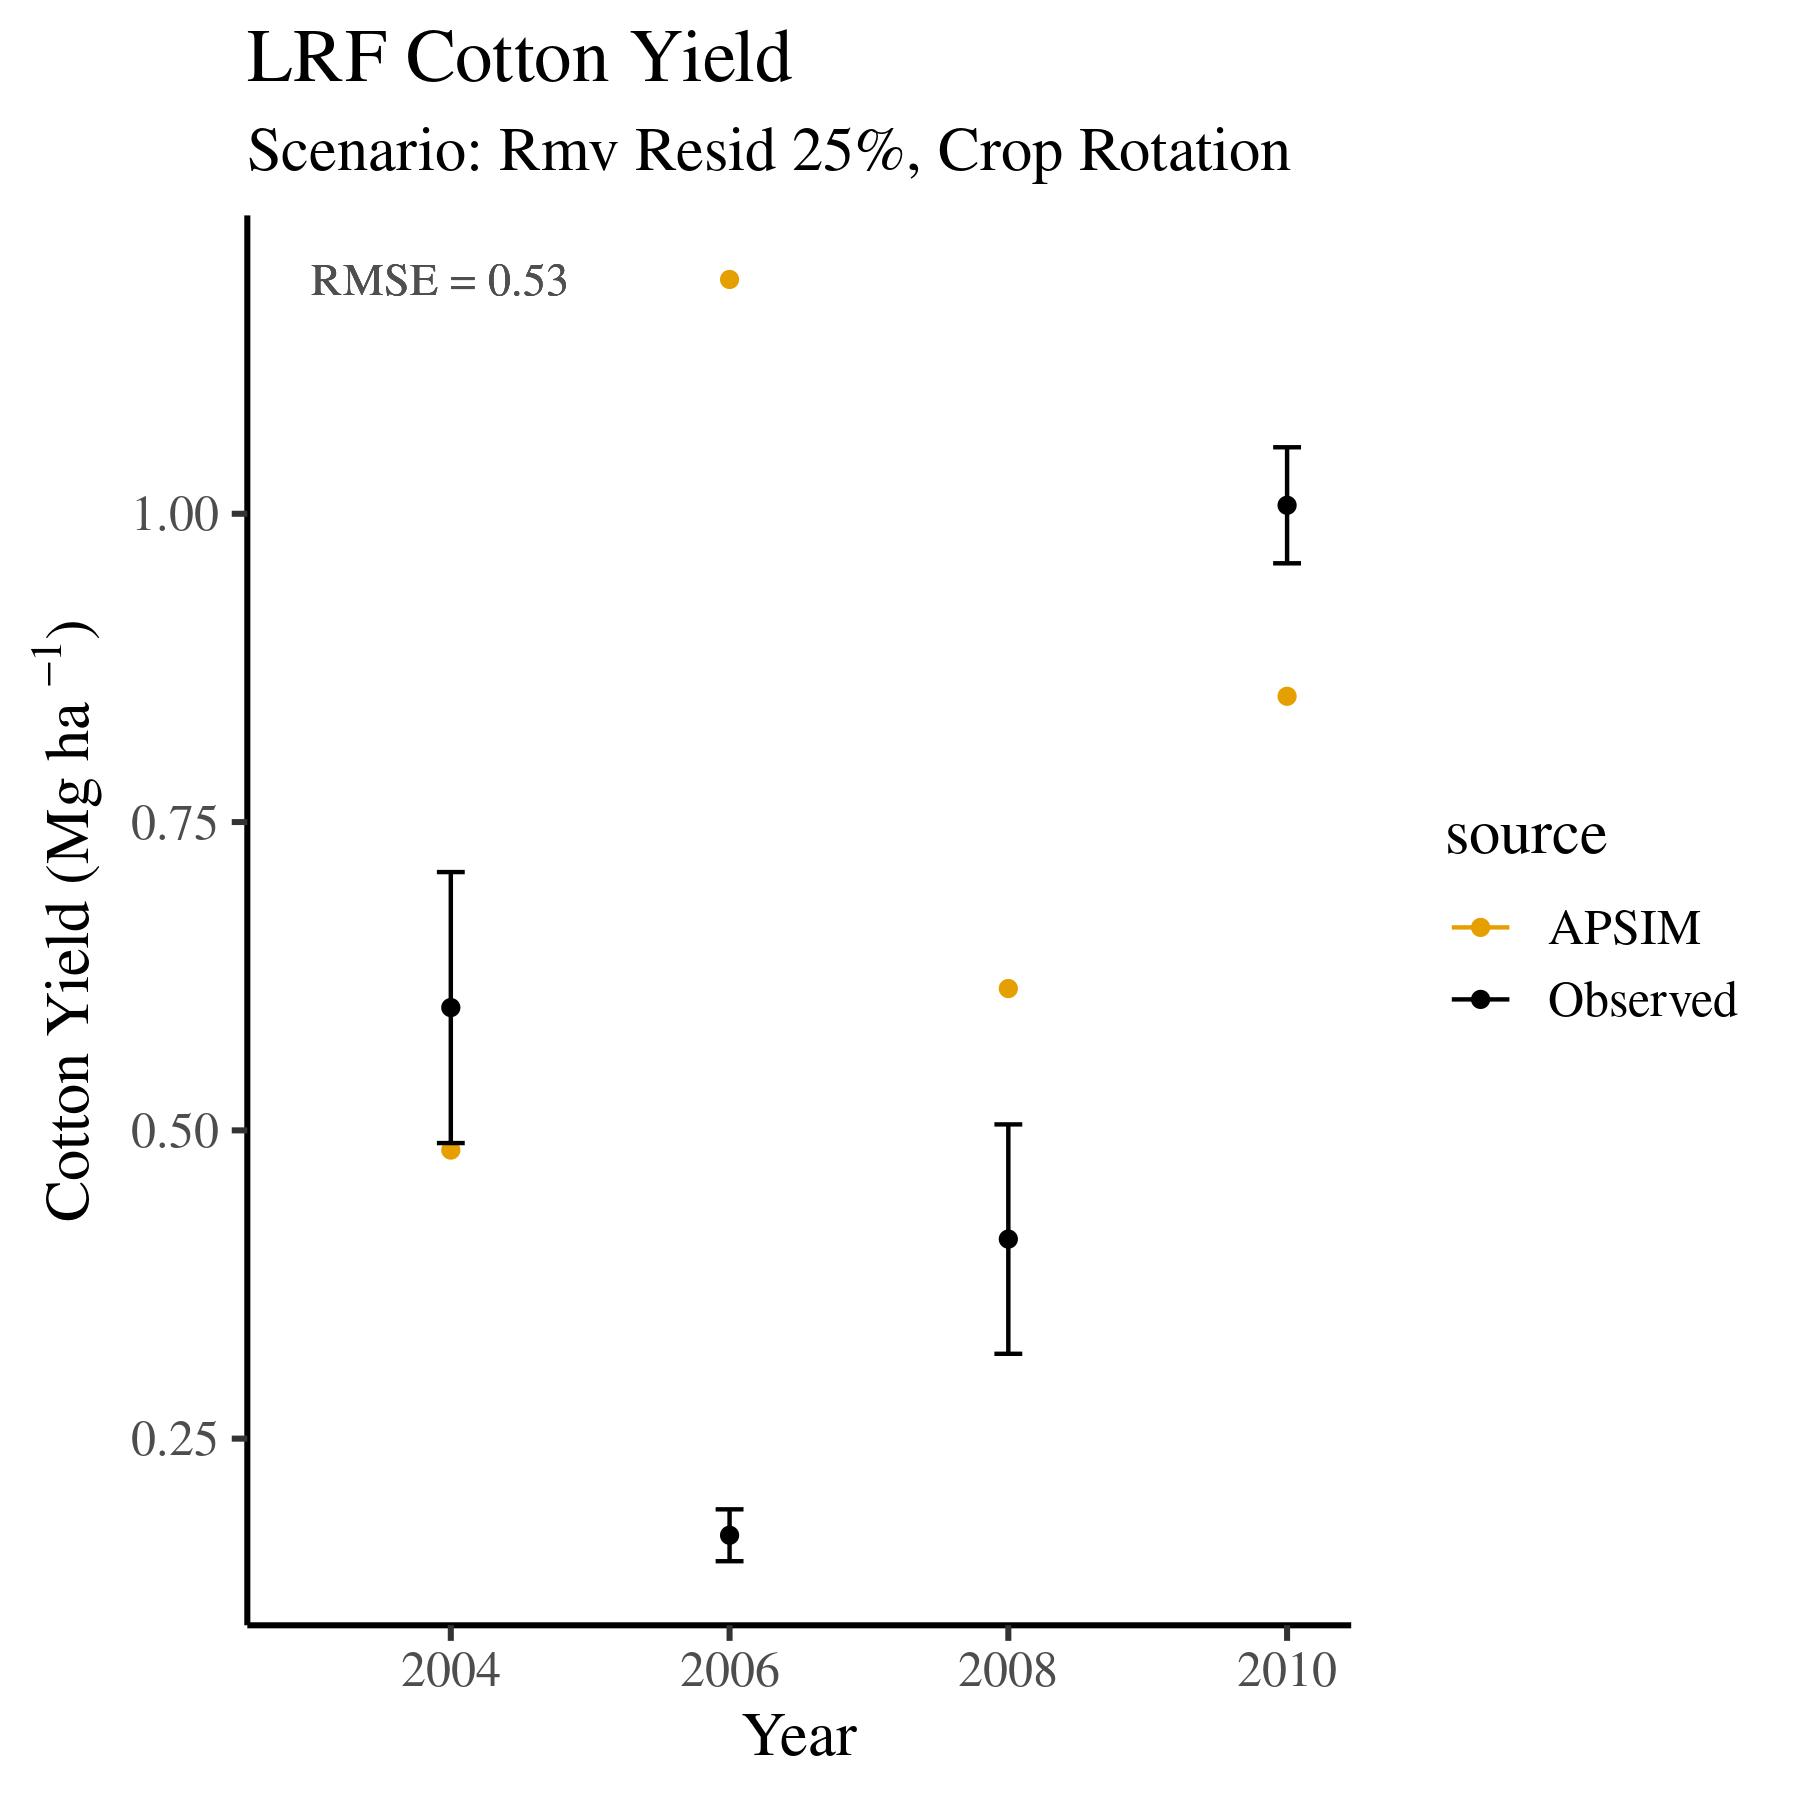 LRF Cotton Yield
Scenario: Rmv Resid 25%, Crop Rotation
RMSE = 0.53
1.00
0.75
0.50
0.25
Cotton Yield (Mg ha −1)
2004 2006 2008 2010
Year
source
APSIM
Observed